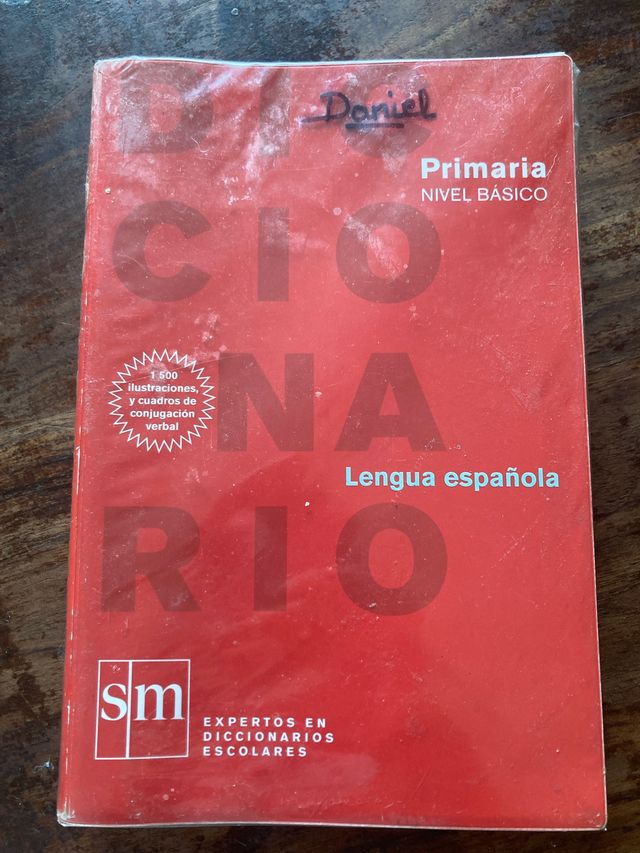 Daniel
DIC
Primaria
NIVEL BÁSICO
CIO
NA
1 500
ilustraciones,
y cuadros de
conjugación
verbal
Lengua española
RIO
sm
EXPERTOS EN
DICCIONARIOS
ESCOLARES